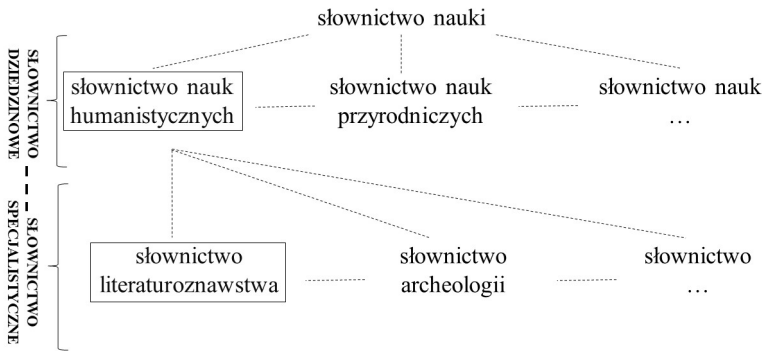 słownictwo nauki
SŁOWNICTWO
DZIEDZINOWE
słownictwo nauk
humanistycznych
słownictwo nauk
przyrodniczych
słownictwo nauk
…
SŁOWNICTWO
SPECJALISTYCZNE
słownictwo
literaturoznawstwa
słownictwo
archeologii
słownictwo
…